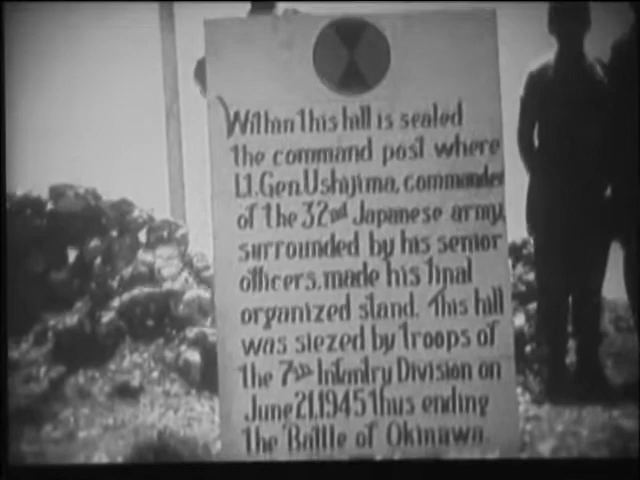 Within this hill is sealed
the command post where
Lt. Gen. Ushijima, commander
of the 32nd Japanese army,
surrounded by his senior
officers, made his final
organized stand. This hill
was siezed by troops of
the 7th Infantry Division on
June 21, 1945 thus ending
the Battle of Okinawa.